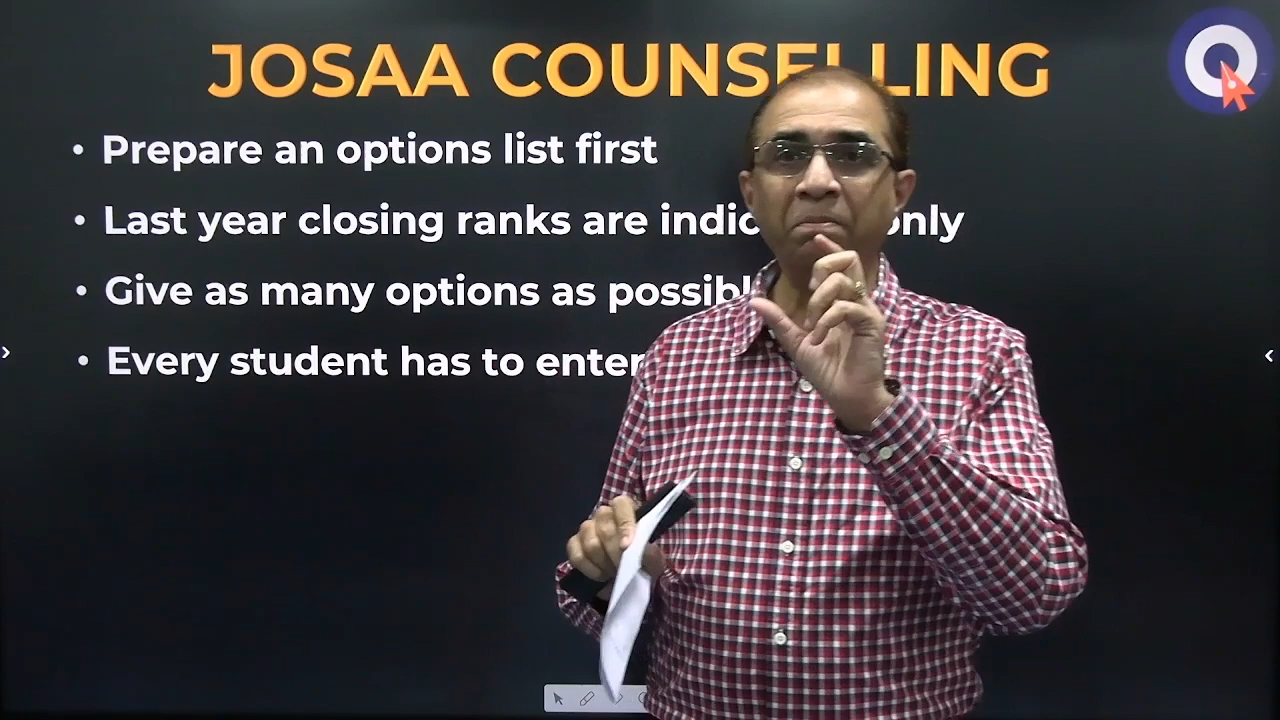 JOSAA COUNSELLING
• Prepare an options list first
• Last year closing ranks are only
• Give as many options as
• Every student has to enter